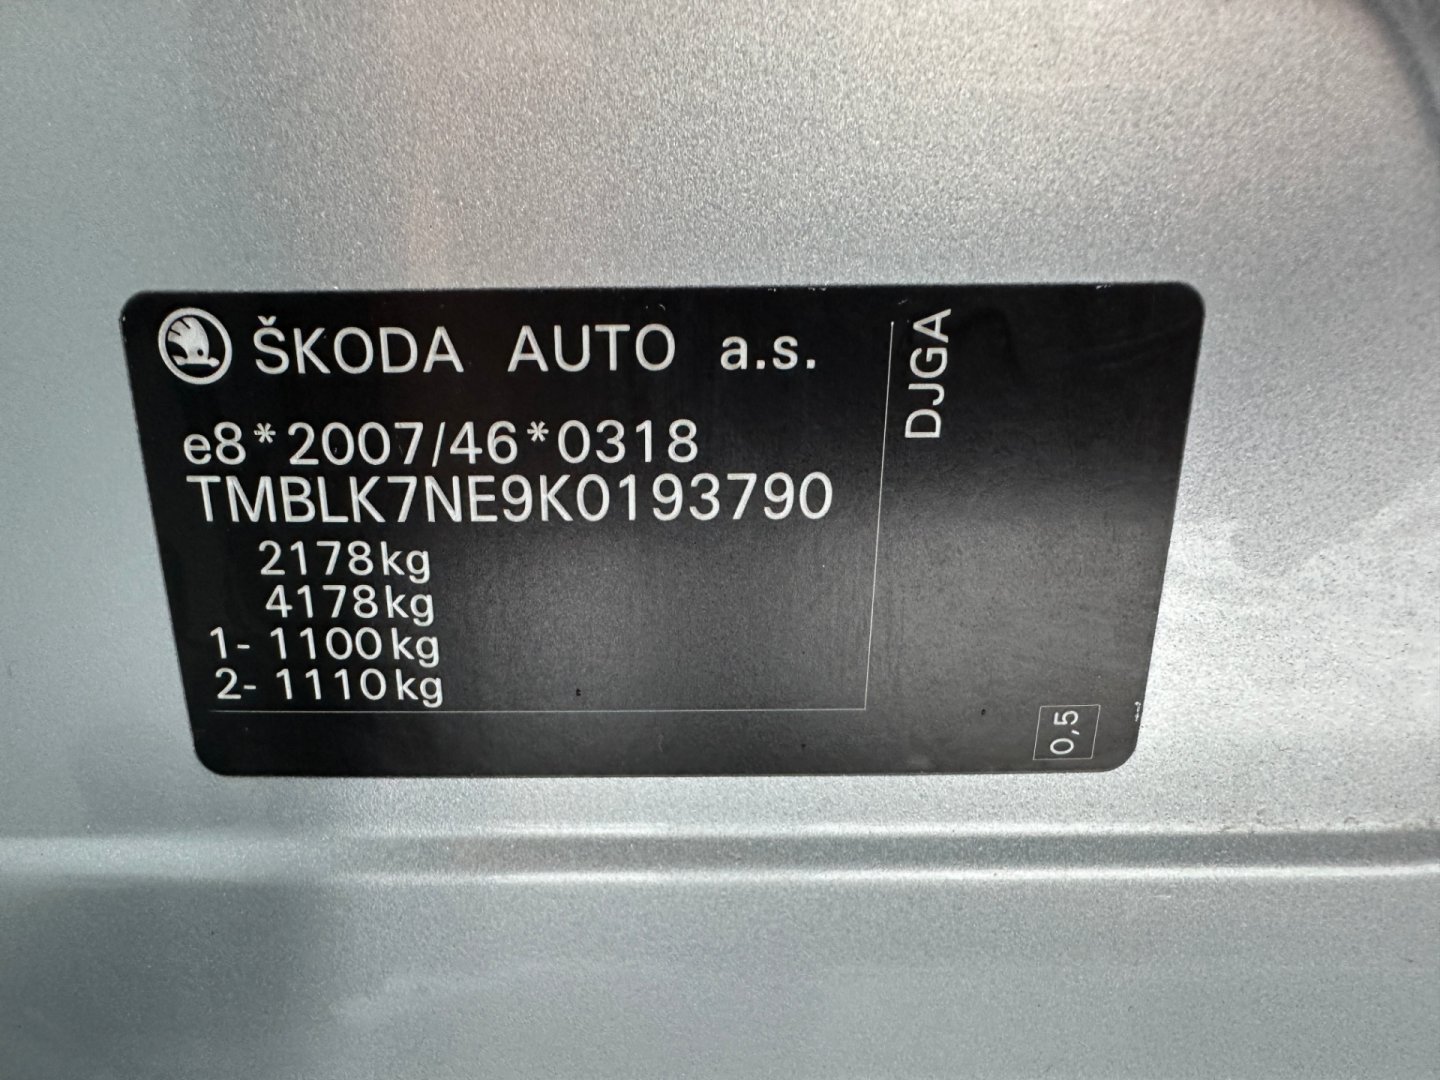 ŠKODA AUTO a.s.
e8*2007/46*0318
TMBLK7NE9K0193790
2178kg
4178kg
1- 1100kg
2- 1110kg
DJGA
0,5